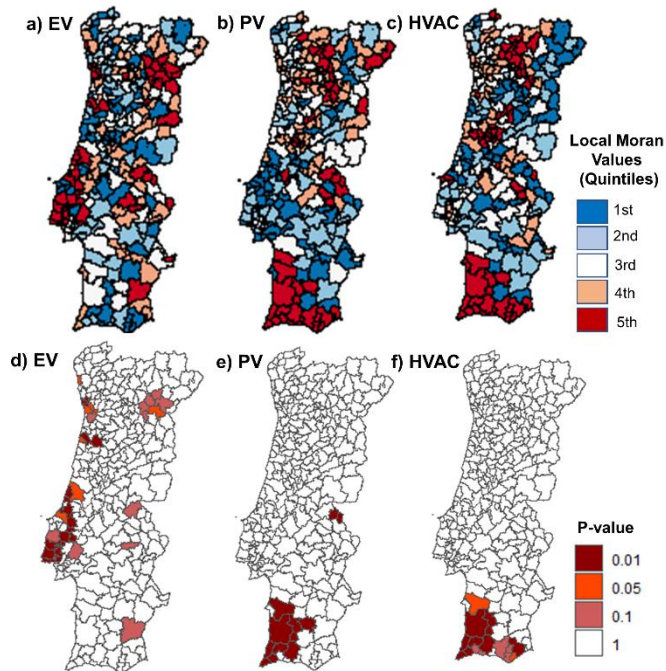 a) EV
b) PV
c) HVAC
Local Moran
Values
(Quintiles)
1st
2nd
3rd
4th
5th
d) EV
e) PV
f) HVAC
P-value
0.01
0.05
0.1
1